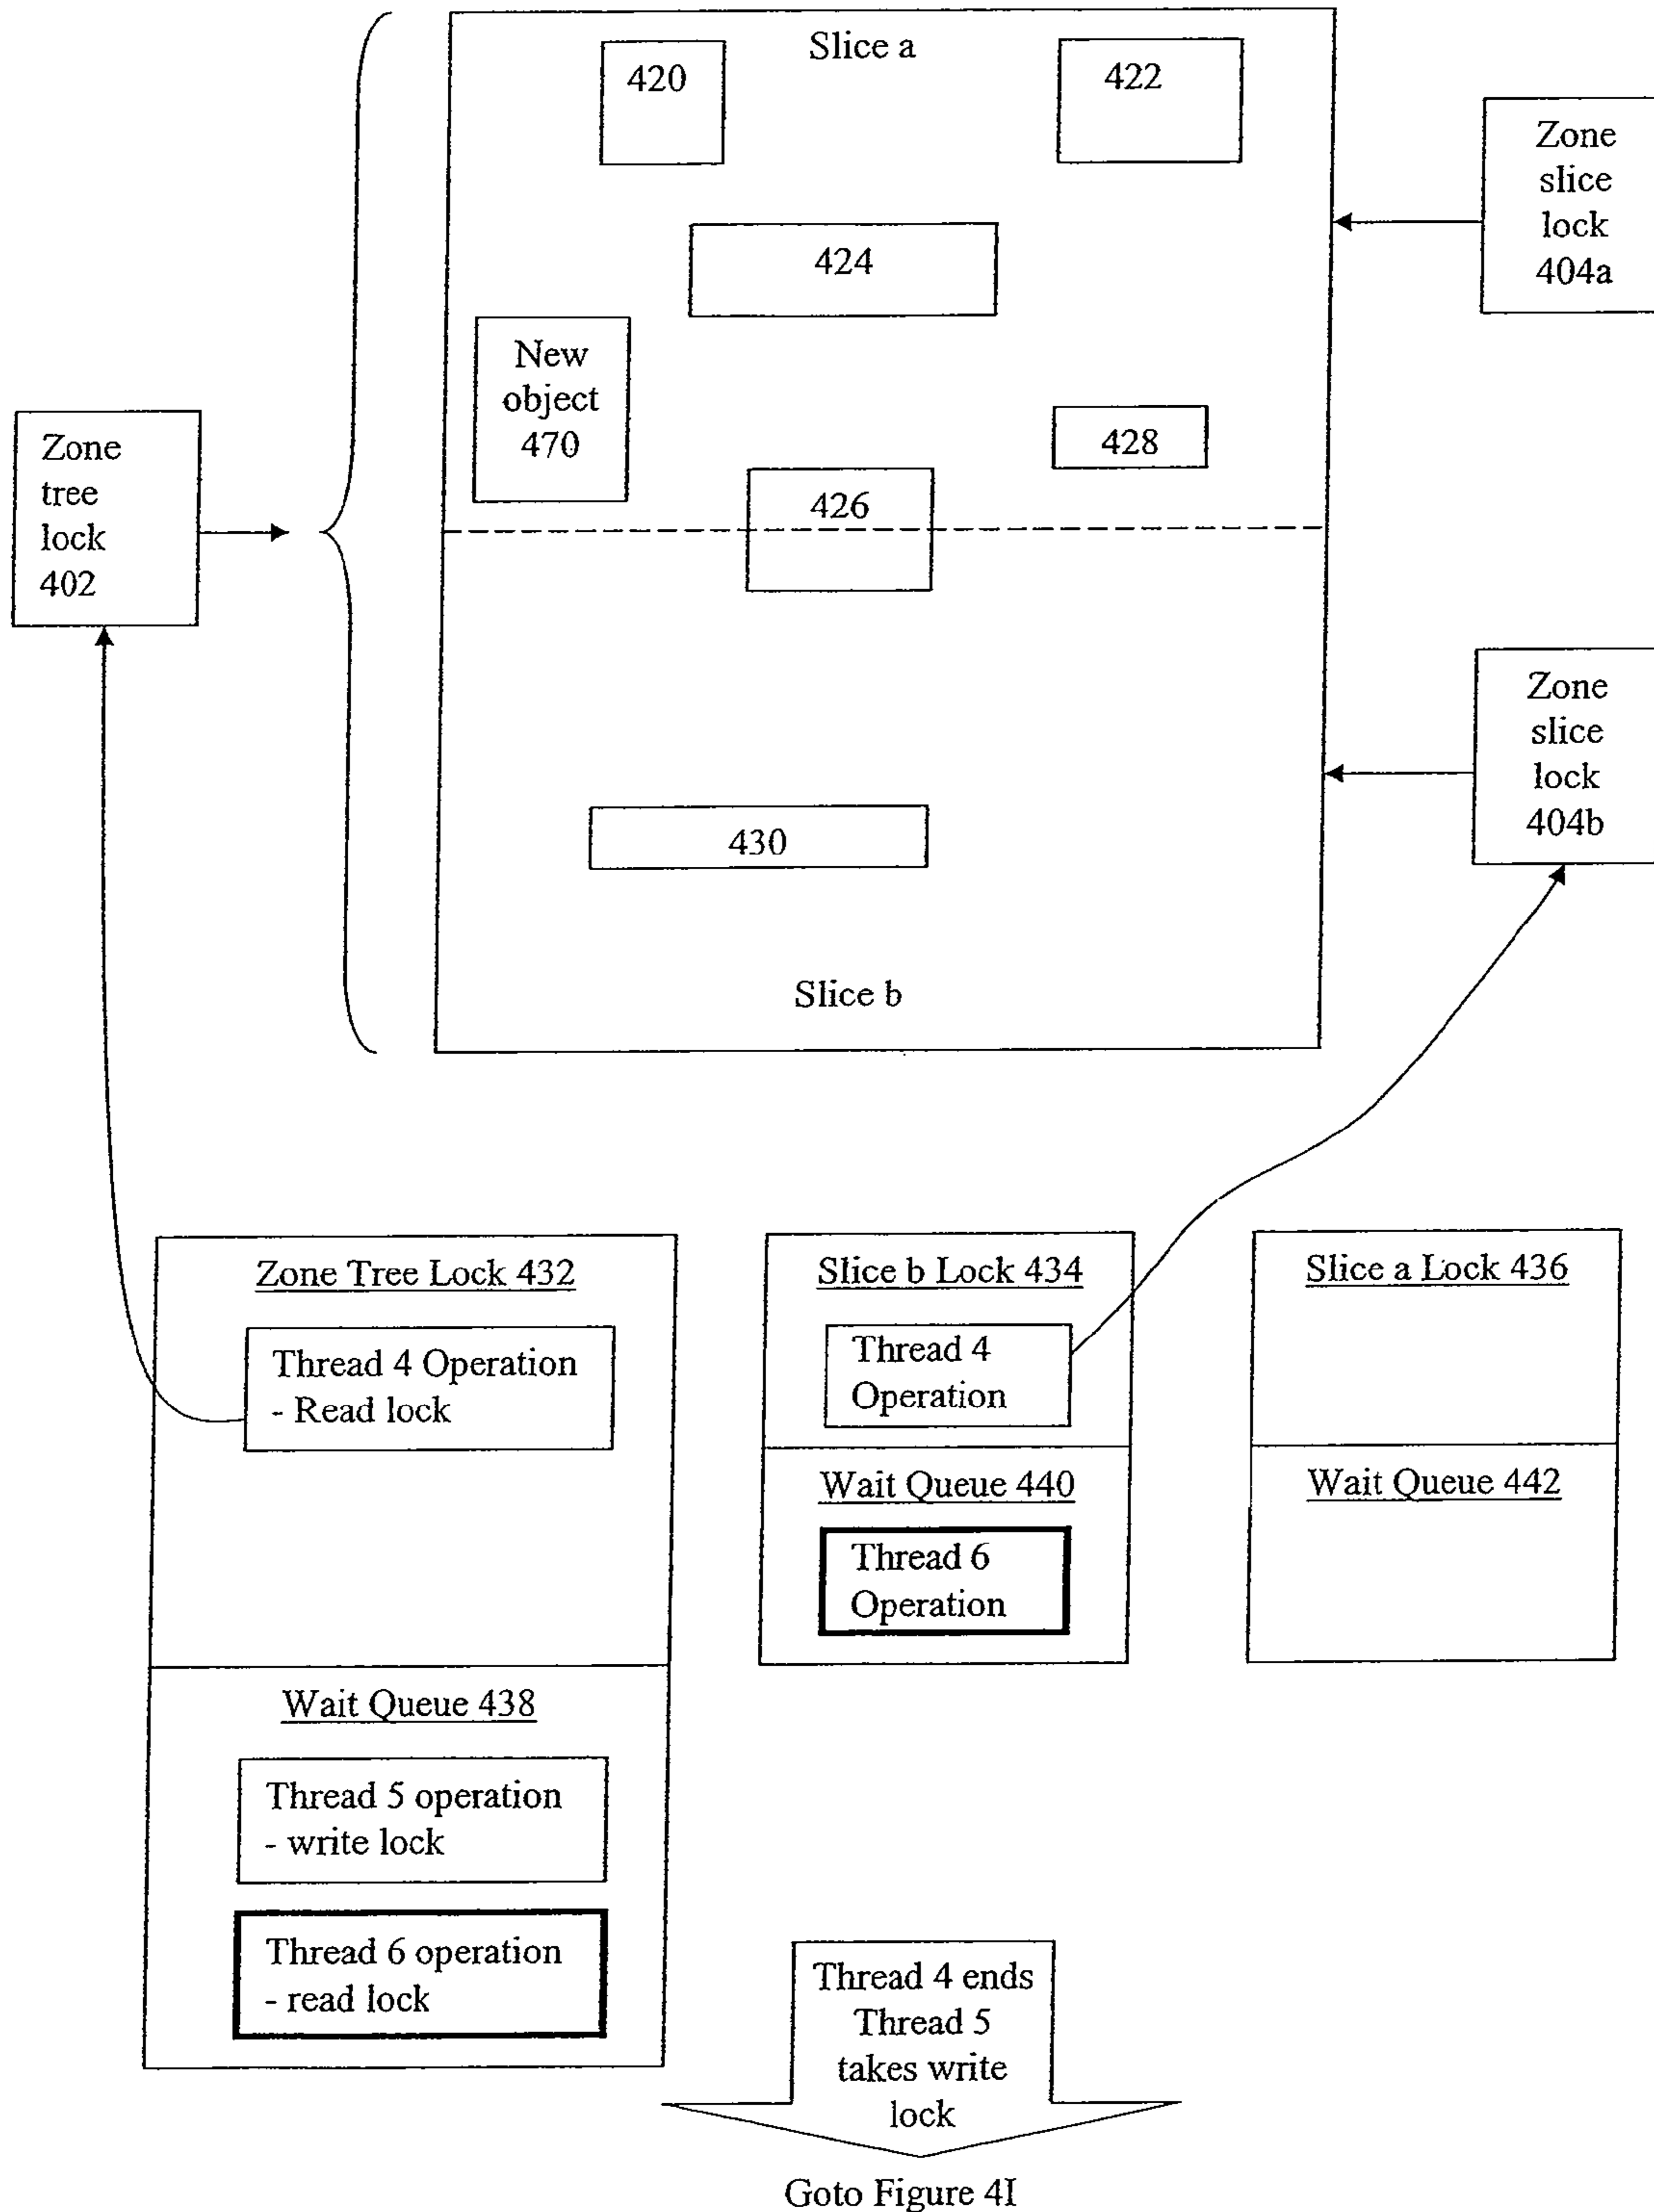 Slice a
420
422
Zone
slice
lock
404a
424
New
object
470
428
Zone
tree
lock
402
426
Zone
slice
lock
404b
430
Slice b
Zone Tree Lock 432
Thread 4 Operation
- Read lock
Slice b Lock 434
Thread 4
Operation
Slice a Lock 436
Wait Queue 440
Thread 6
Operation
Wait Queue 442
Wait Queue 438
Thread 5 operation
- write lock
Thread 6 operation
- read lock
Thread 4 ends
Thread 5
takes write
lock
Goto Figure 4I